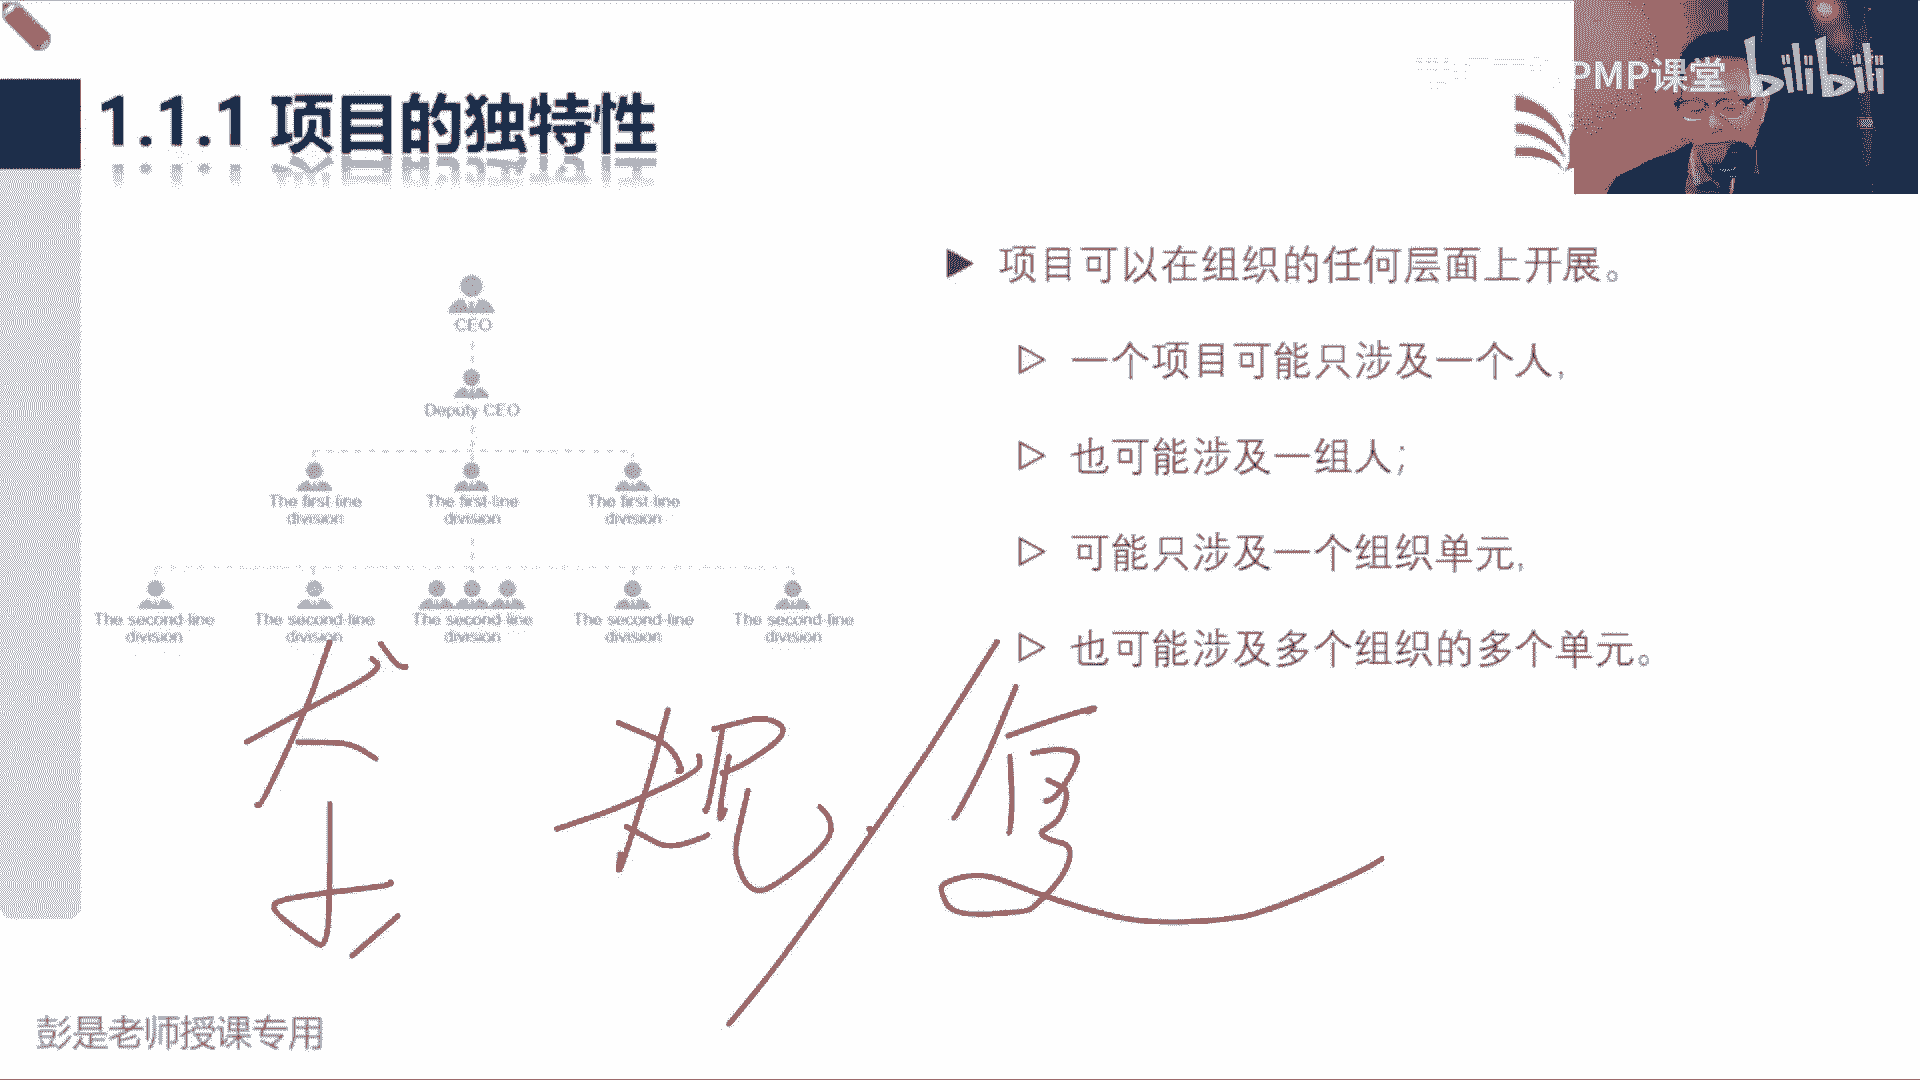 PMP课堂 bilibili
1.1.1 项目的独特性
项目可以在组织的任何层面上开展。
一个项目可能只涉及一个人,
也可能涉及一组人;
可能只涉及一个组织单元,
也可能涉及多个组织的多个单元。
CEO
Deputy CEO
The first-line
division
The first-line
division
The first-line
division
The second-line
division
The second-line
division
The second-line
division
The second-line
division
The second-line
division
规/复
彭是老师授课专用